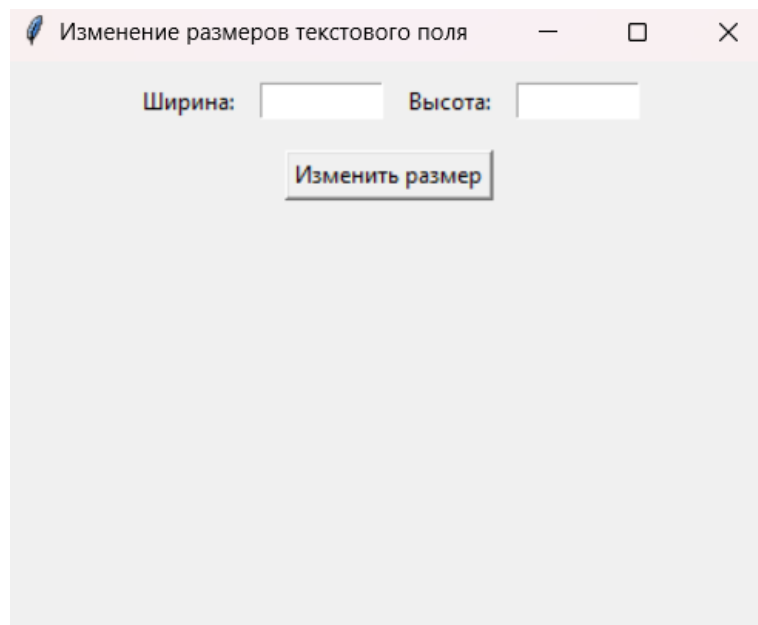 Изменение размеров текстового поля
Ширина: Высота:
Изменить размер